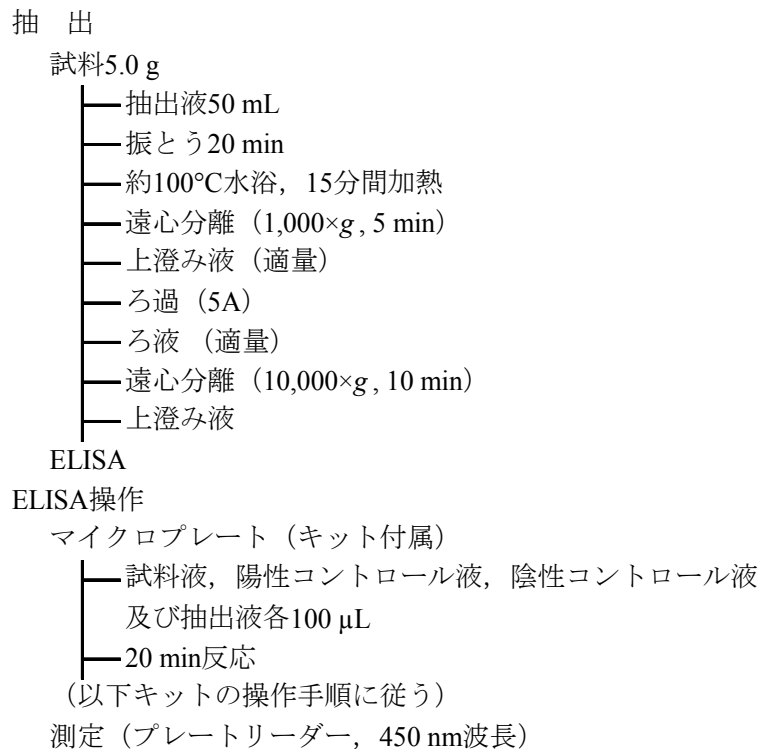 抽　出
試料5.0 g
抽出液50 mL
振とう20 min
約100°C水浴，15分間加熱
遠心分離（1,000×g , 5 min）
上澄み液（適量）
ろ過（5A）
ろ液 （適量）
遠心分離（10,000×g , 10 min）
上澄み液
ELISA
ELISA操作
マイクロプレート（キット付属）
試料液，陽性コントロール液，陰性コントロール液
及び抽出液各100 µL
20 min反応
（以下キットの操作手順に従う）
測定（プレートリーダー，450 nm波長）